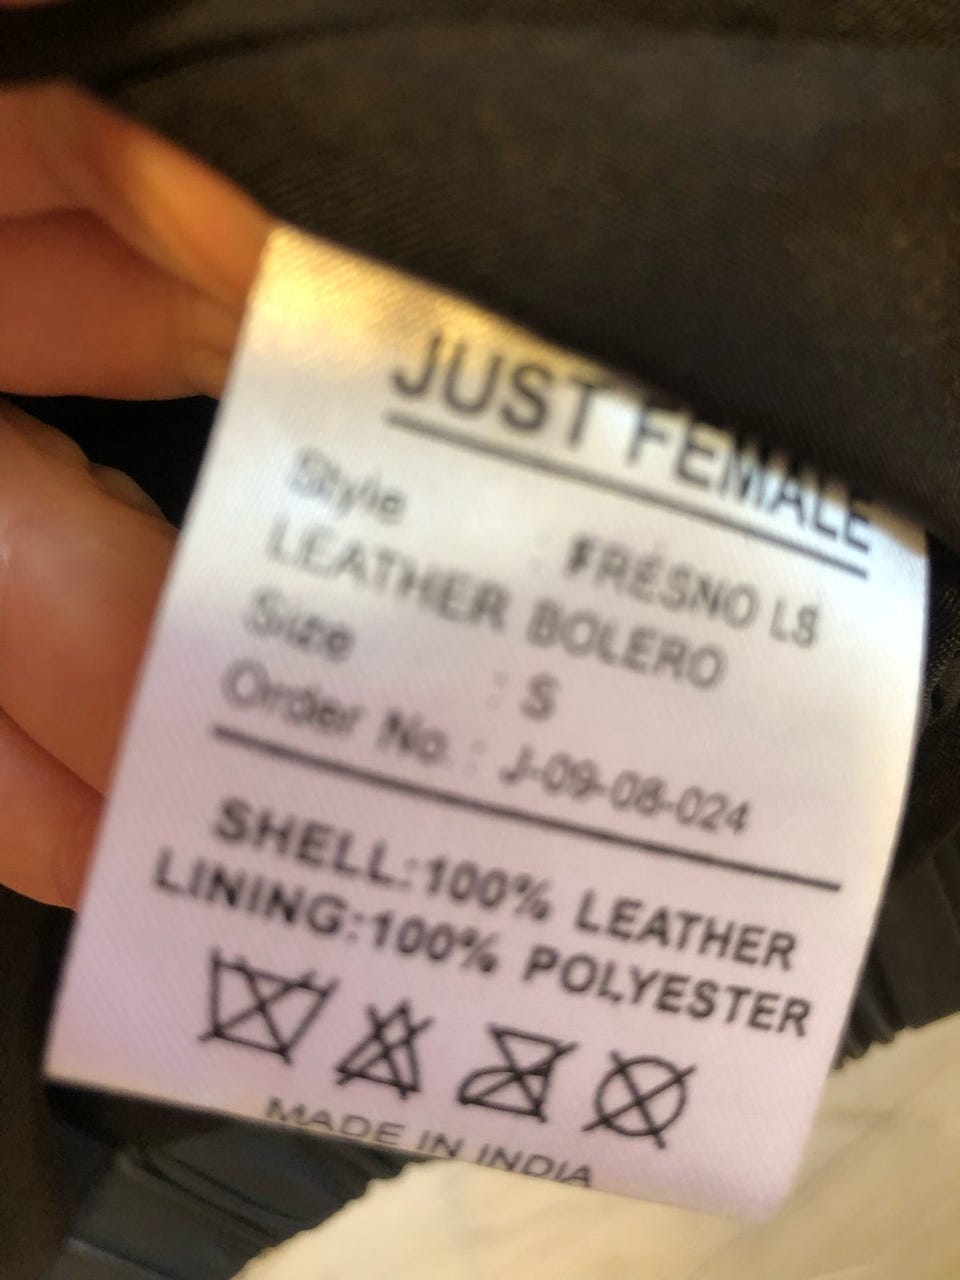 JUST FEMALE
Style : FRESNO LS
LEATHER BOLERO
Size : S
Order No. : J-09-08-024
SHELL:100% LEATHER
LINING:100% POLYESTER
MADE IN INDIA